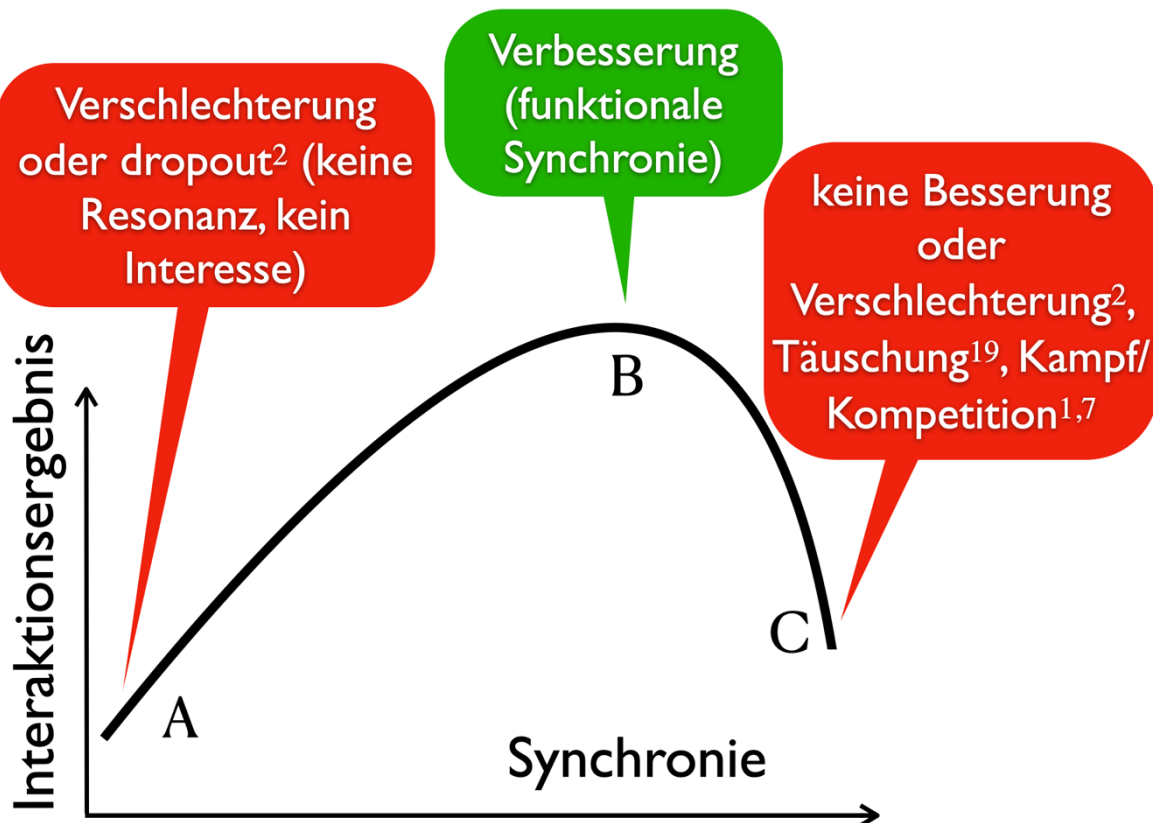 Verschlechterung
oder dropout² (keine
Resonanz, kein
Interesse)
Verbesserung
(funktionale
Synchronie)
keine Besserung
oder
Verschlechterung²,
Täuschung¹⁹, Kampf/
Kompetition¹,⁷
Interaktionsergebnis
A
B
C
Synchronie